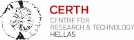 CERTH
CENTRE FOR
RESEARCH & TECHNOLOGY
HELLAS